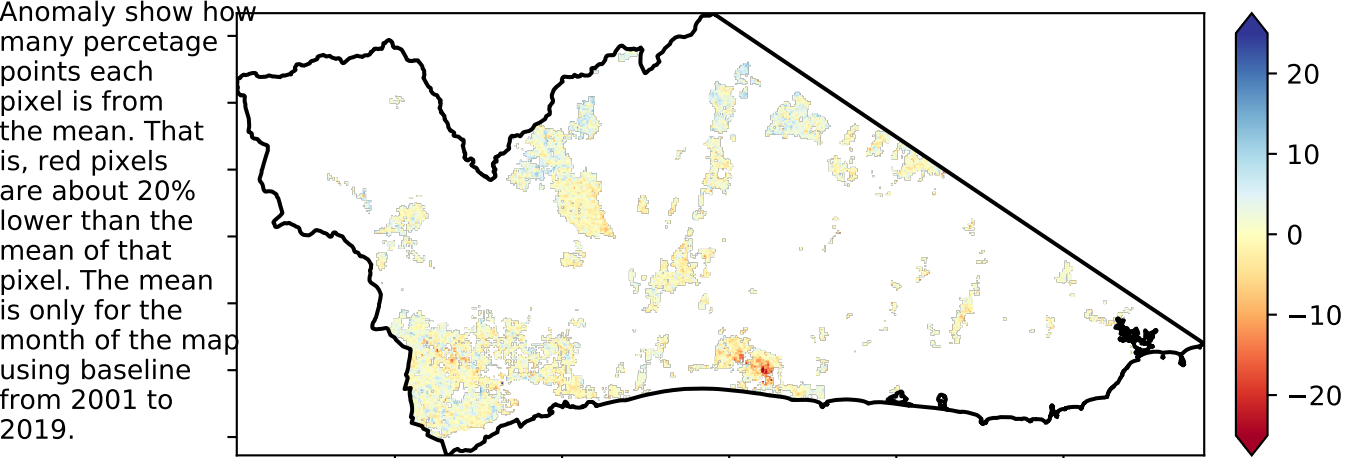 Anomaly show how
many percetage
points each
pixel is from
the mean. That
is, red pixels
are about 20%
lower than the
mean of that
pixel. The mean
is only for the
month of the map
using baseline
from 2001 to
2019.
20
10
0
−10
−20